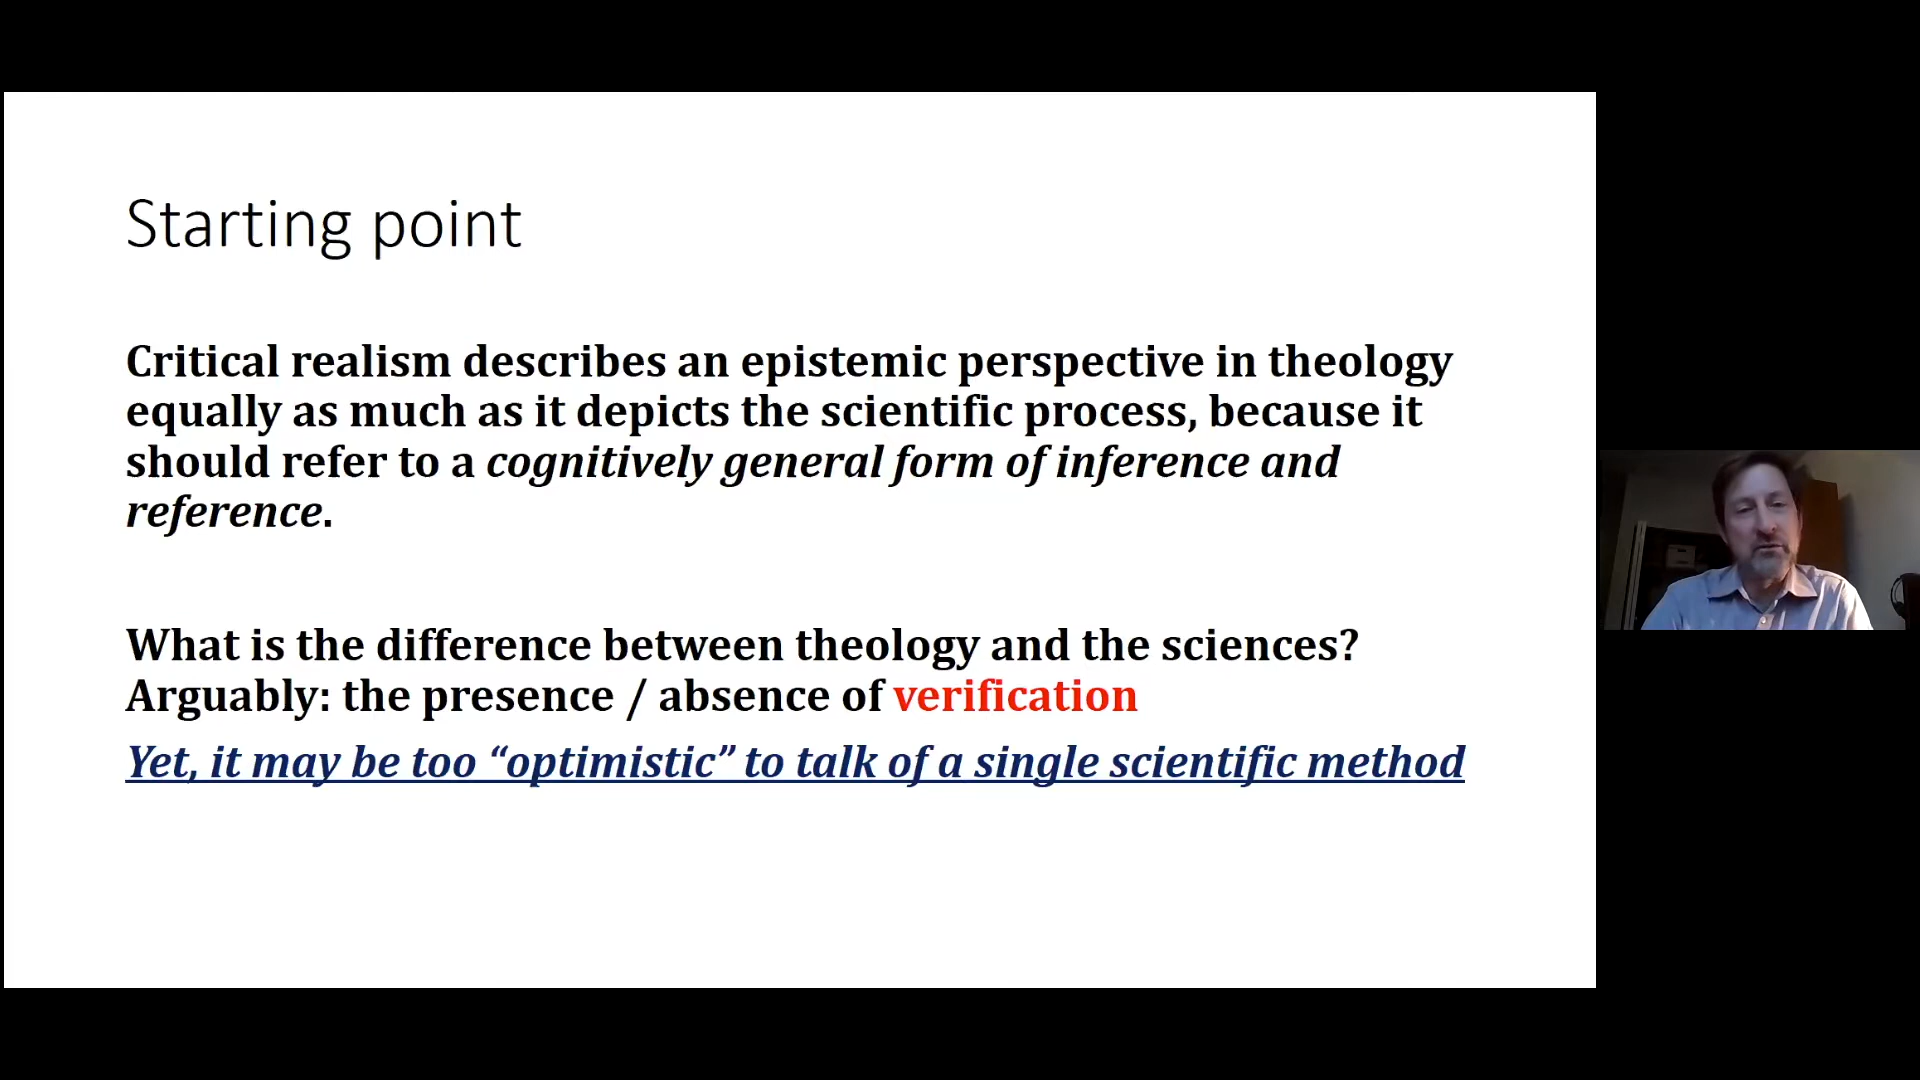 Starting point
Critical realism describes an epistemic perspective in theology
equally as much as it depicts the scientific process, because it
should refer to a cognitively general form of inference and
reference.
What is the difference between theology and the sciences?
Arguably: the presence / absence of verification
Yet, it may be too “optimistic” to talk of a single scientific method